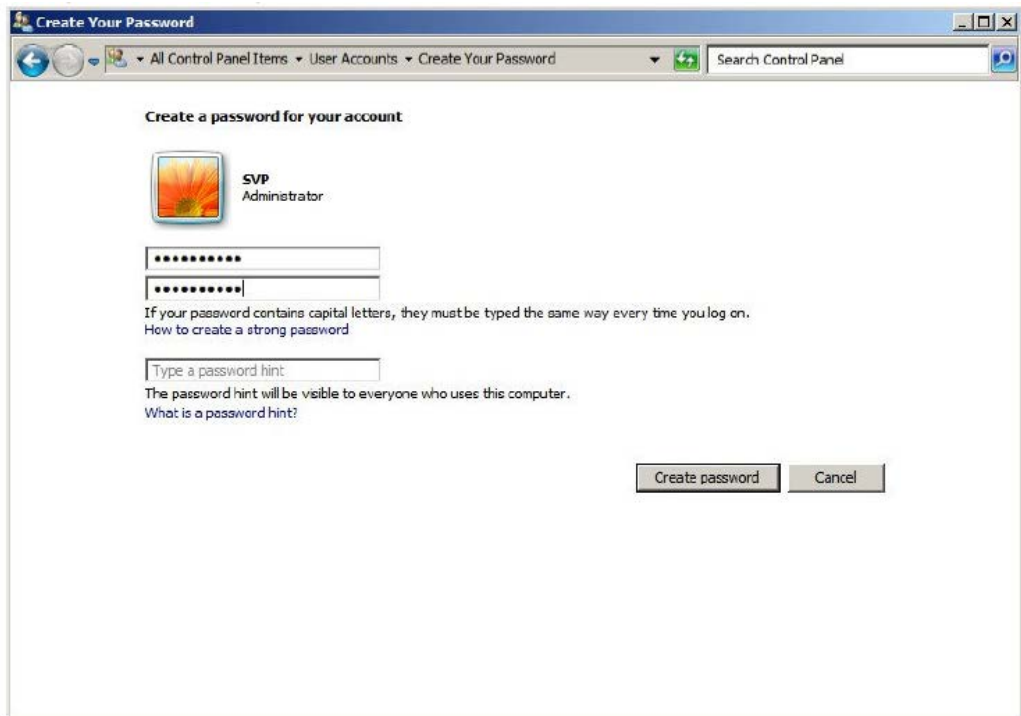 Create Your Password
All Control Panel Items User Accounts Create Your Password
Search Control Panel
Create a password for your account
SVP
Administrator
••••••••••
••••••••••
If your password contains capital letters, they must be typed the same way every time you log on.
How to create a strong password
Type a password hint
The password hint will be visible to everyone who uses this computer.
What is a password hint?
Create password Cancel